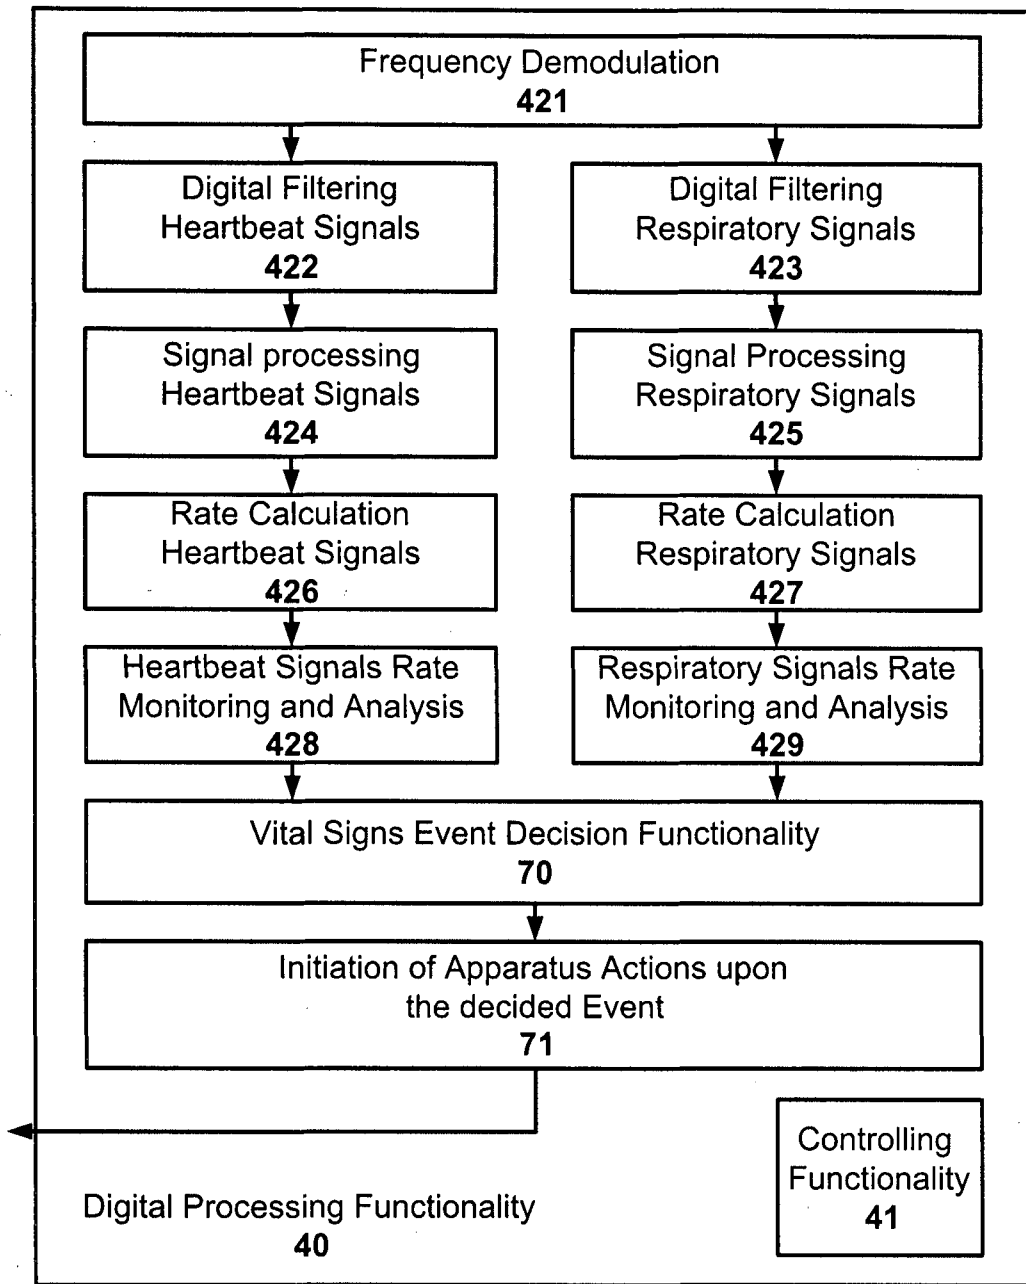 Frequency Demodulation
421
Digital Filtering
Heartbeat Signals
422
Digital Filtering
Respiratory Signals
423
Signal processing
Heartbeat Signals
424
Signal Processing
Respiratory Signals
425
Rate Calculation
Heartbeat Signals
426
Rate Calculation
Respiratory Signals
427
Heartbeat Signals Rate
Monitoring and Analysis
428
Respiratory Signals Rate
Monitoring and Analysis
429
Vital Signs Event Decision Functionality
70
Initiation of Apparatus Actions upon
the decided Event
71
Controlling
Functionality
41
Digital Processing Functionality
40